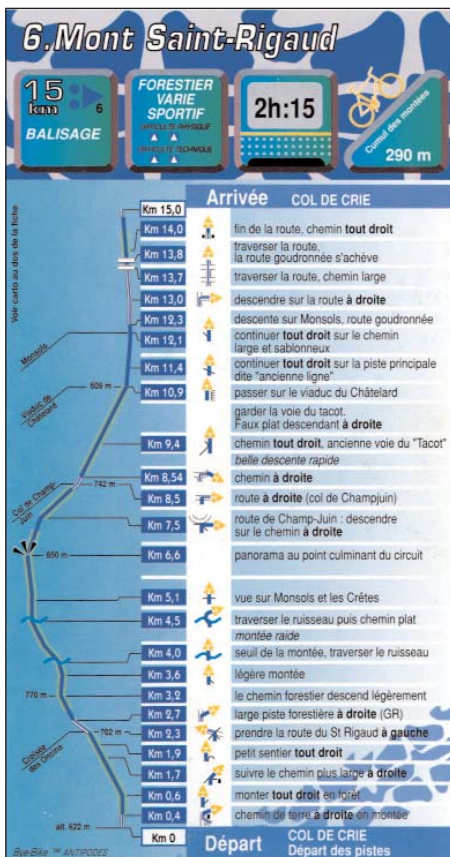 6.Mont Saint-Rigaud
15
km
6
BALISAGE
FORESTIER
VARIE
SPORTIF
DIFFICULTE PHYSIQUE
DIFFICULTE TECHNIQUE
2h:15
Cumul des montées
290 m
Voir carto au dos de la fiche
Arrivée COL DE CRIE
Km 15,0
Km 14,0 fin de la route, chemin tout droit
Km 13,8 traverser la route,
la route goudronnée s'achève
Km 13,7 traverser la route, chemin large
Km 13,0 descendre sur la route à droite
Km 12,3 descente sur Monsols, route goudronnée
Monsols
Km 12,1 continuer tout droit sur le chemin
large et sablonneux
Km 11,4 continuer tout droit sur la piste principale
dite "ancienne ligne"
Viaduc de
Châtelard
609 m
Km 10,9 passer sur le viaduc du Châtelard
garder la voie du tacot.
Faux plat descendant à droite
Km 9,4 chemin tout droit, ancienne voie du "Tacot"
belle descente rapide
Km 8,54 chemin à droite
Col de Champ-
Juin
742 m
Km 8,5 route à droite (col de Champjuin)
Km 7,5 route de Champ-Juin : descendre
sur le chemin à droite
850 m
Km 6,6 panorama au point culminant du circuit
Km 5,1 vue sur Monsols et les Crêtes
Km 4,5 traverser le ruisseau puis chemin plat
montée raide
Km 4,0 seuil de la montée, traverser le ruisseau
Km 3,6 légère montée
770 m
Km 3,2 le chemin forestier descend légèrement
Km 2,7 large piste forestière à droite (GR)
Croisée
des Onzins
702 m
Km 2,3 prendre la route du St Rigaud à gauche
Km 1,9 petit sentier tout droit
Km 1,7 suivre le chemin plus large à droite
Km 0,6 monter tout droit en forêt
Km 0,4 chemin de terre à droite en montée
alt. 622 m
Km 0
Départ COL DE CRIE
Départ des pistes
Bye-Bike ™ ANTIPODES